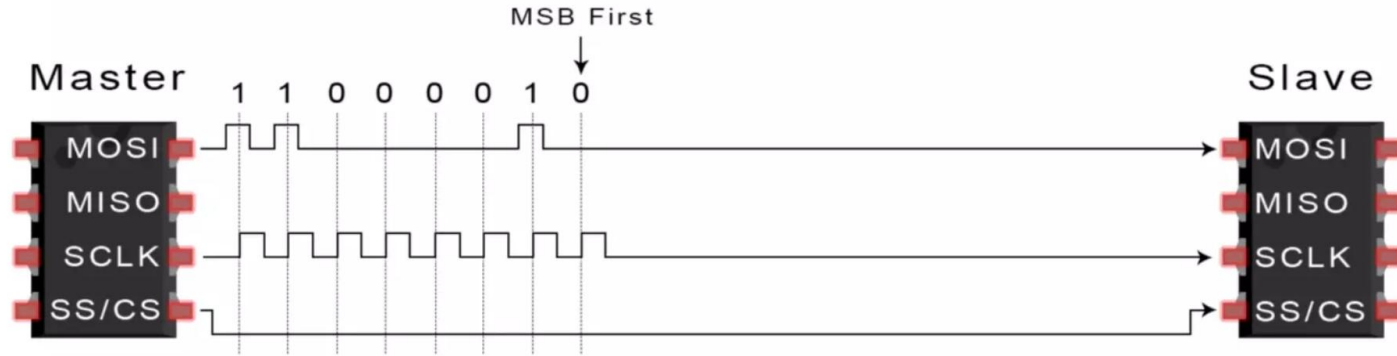 MSB First
Master
1 1 0 0 0 0 1 0
Slave
MOSI
MISO
SCLK
SS/CS
MOSI
MISO
SCLK
SS/CS